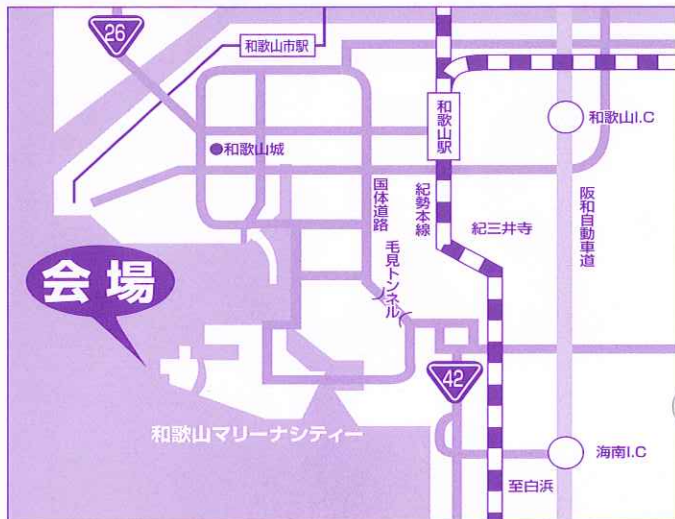 26
和歌山市駅
和歌山城
国体道路
毛見トンネル
紀勢本線
和歌山駅
紀三井寺
和歌山I.C
阪和自動車道
会場
和歌山マリーナシティー
42
海南I.C
至白浜